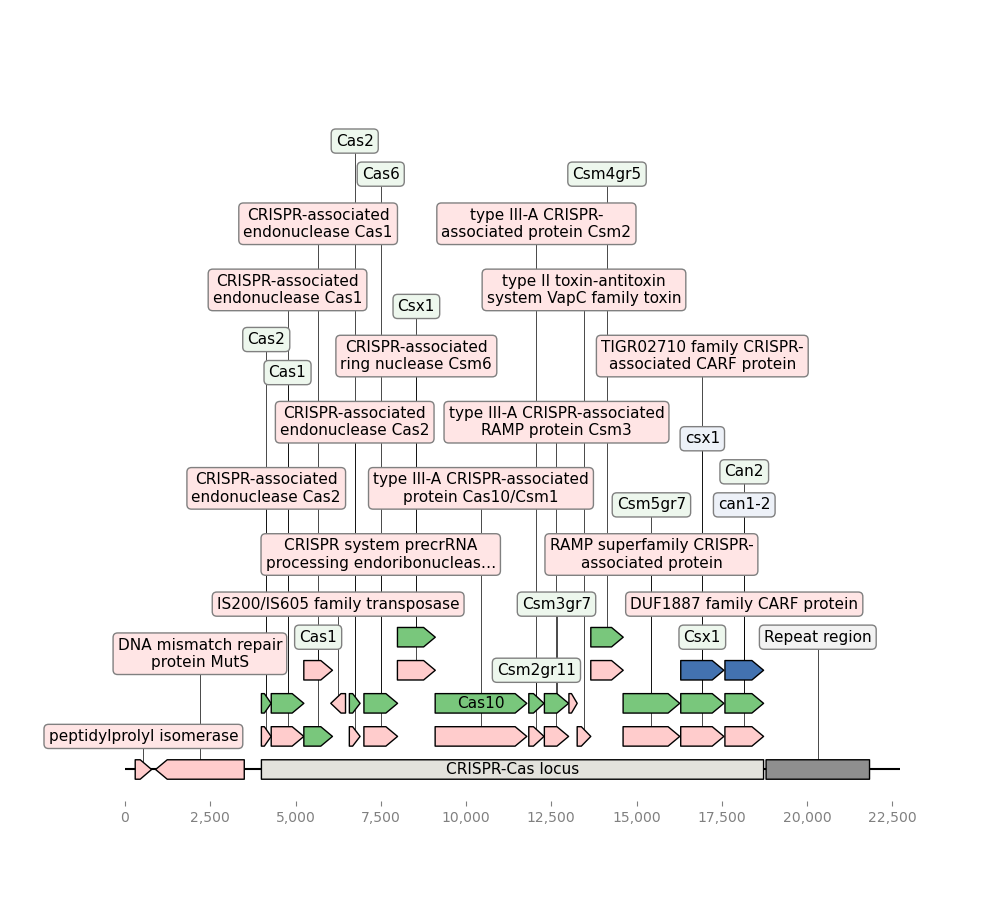 Cas2
Cas6
Csm4gr5
CRISPR-associated
endonuclease Cas1
type III-A CRISPR-
associated protein Csm2
CRISPR-associated
endonuclease Cas1
type II toxin-antitoxin
system VapC family toxin
Csx1
Cas2
CRISPR-associated
ring nuclease Csm6
TIGR02710 family CRISPR-
associated CARF protein
Cas1
CRISPR-associated
endonuclease Cas2
type III-A CRISPR-associated
RAMP protein Csm3
csx1
Can2
CRISPR-associated
endonuclease Cas2
type III-A CRISPR-associated
protein Cas10/Csm1
Csm5gr7
can1-2
CRISPR system precrRNA
processing endoribonucleas...
RAMP superfamily CRISPR-
associated protein
IS200/IS605 family transposase
Csm3gr7
DUF1887 family CARF protein
DNA mismatch repair
protein MutS
Cas1
Csx1
Repeat region
Csm2gr11
Cas10
peptidylprolyl isomerase
CRISPR-Cas locus
0
2,500
5,000
7,500
10,000
12,500
15,000
17,500
20,000
22,500